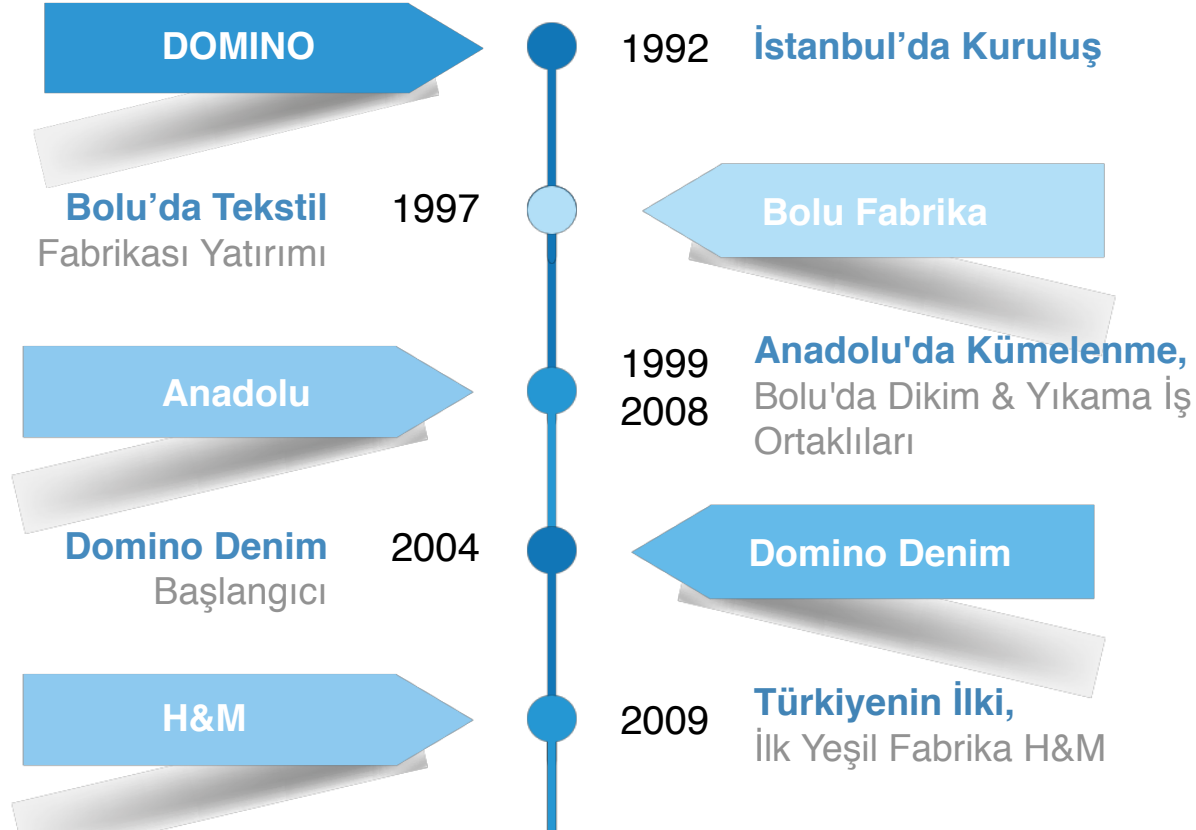 DOMINO
1992
İstanbul’da Kuruluş
Bolu’da Tekstil
Fabrikası Yatırımı
1997
Bolu Fabrika
Anadolu
1999
2008
Anadolu'da Kümelenme,
Bolu'da Dikim & Yıkama İş
Ortaklıları
Domino Denim
Başlangıcı
2004
Domino Denim
H&M
2009
Türkiyenin İlki,
İlk Yeşil Fabrika H&M